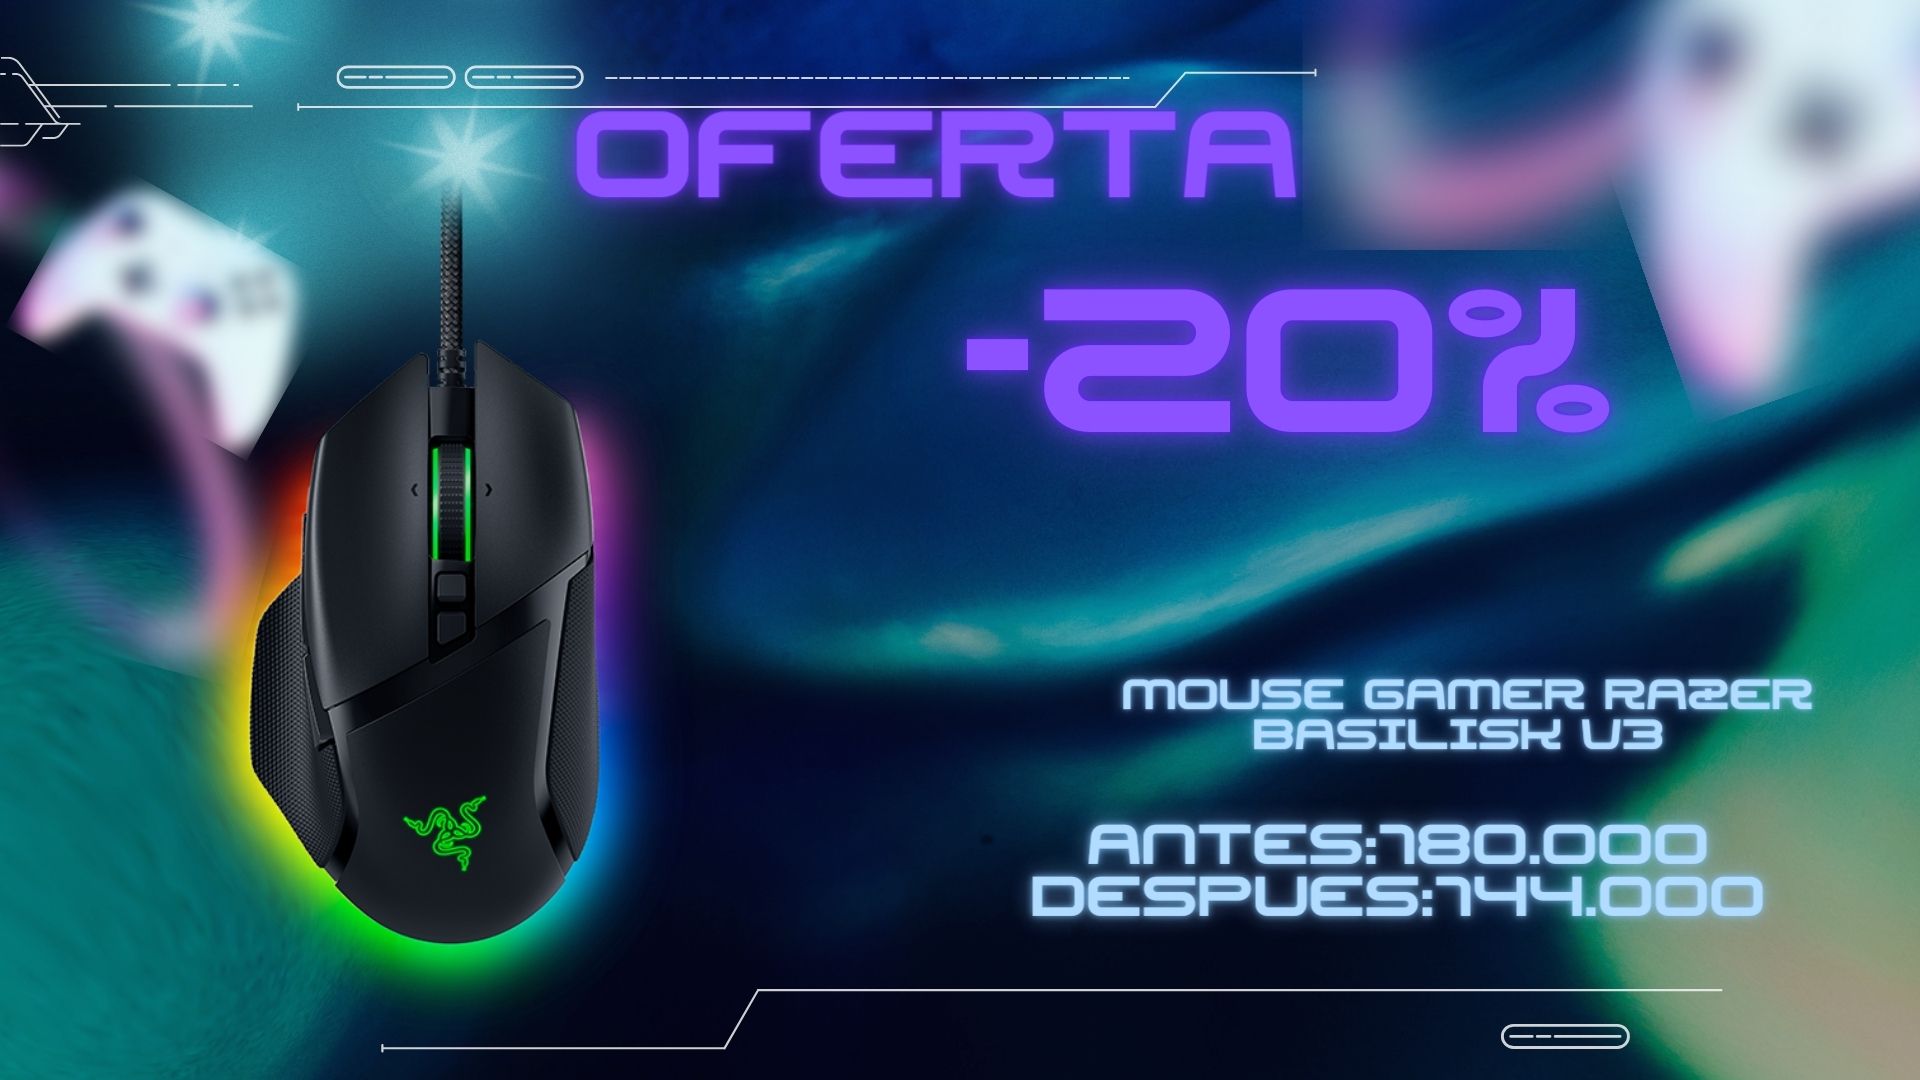 OFERTA
-20%
MOUSE GAMER RAZER
BASILISK V3
ANTES:180.000
DESPUES:144.000